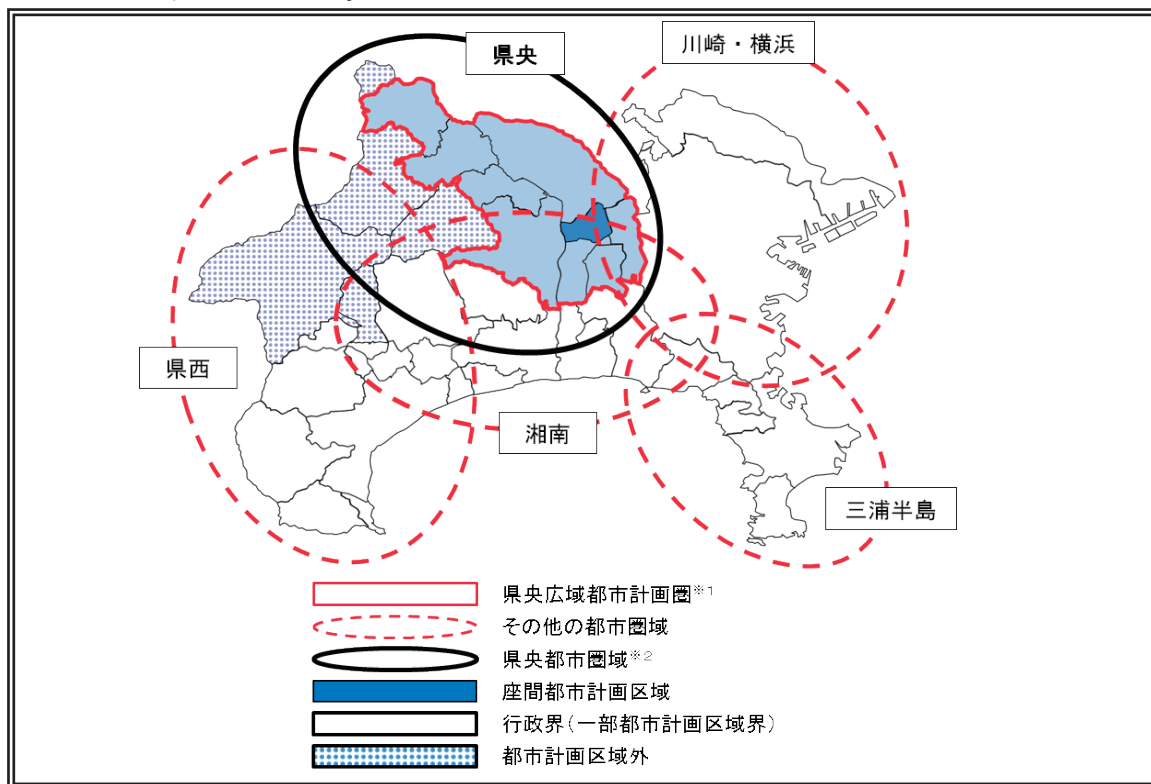 県央
川崎・横浜
県西
湘南
三浦半島
県央広域都市計画圏※1
その他の都市圏域
県央都市圏域※2
座間都市計画区域
行政界(一部都市計画区域界)
都市計画区域外